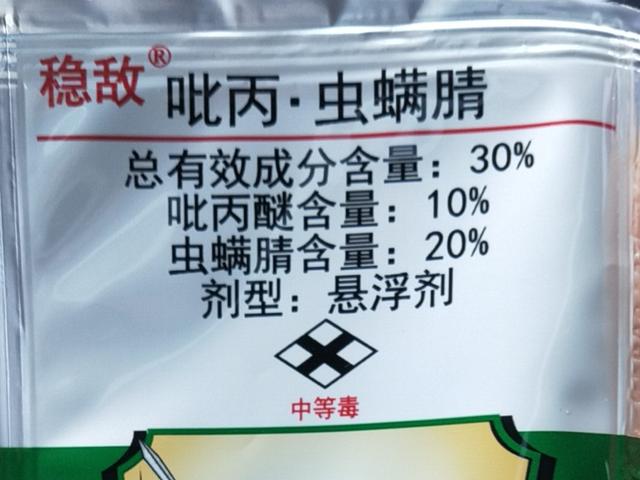 稳敌® 吡丙·虫螨腈
总有效成分含量：30%
吡丙醚含量：10%
虫螨腈含量：20%
剂型：悬浮剂
中等毒